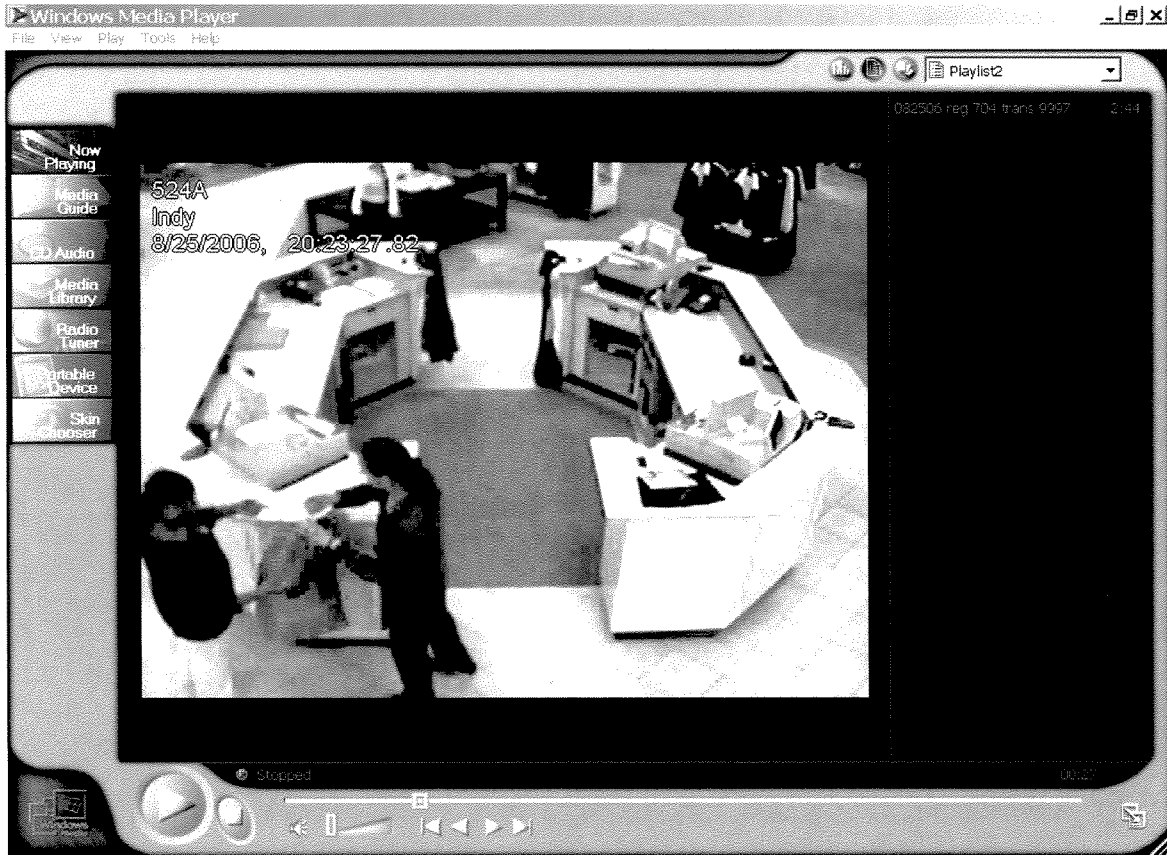 Windows Media Player
File View Play Tools Help
Playlist2
082506 reg 704 trans 9997 2:44
Now Playing
Media Guide
CD Audio
Media Library
Radio Tuner
Portable Device
Skin Chooser
524A
Indy
8/25/2006, 20:23:27.82
Stopped 00:27
Windows Media